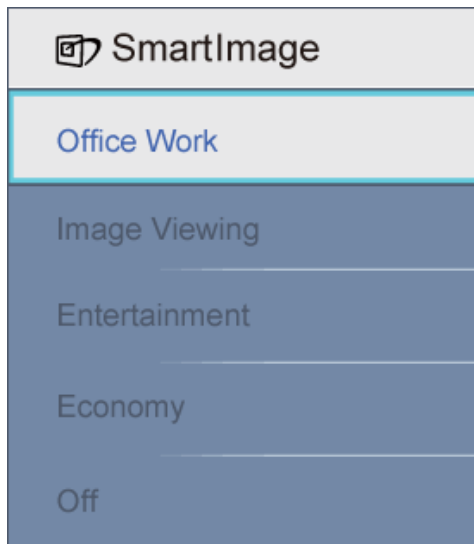 SmartImage
Office Work
Image Viewing
Entertainment
Economy
Off